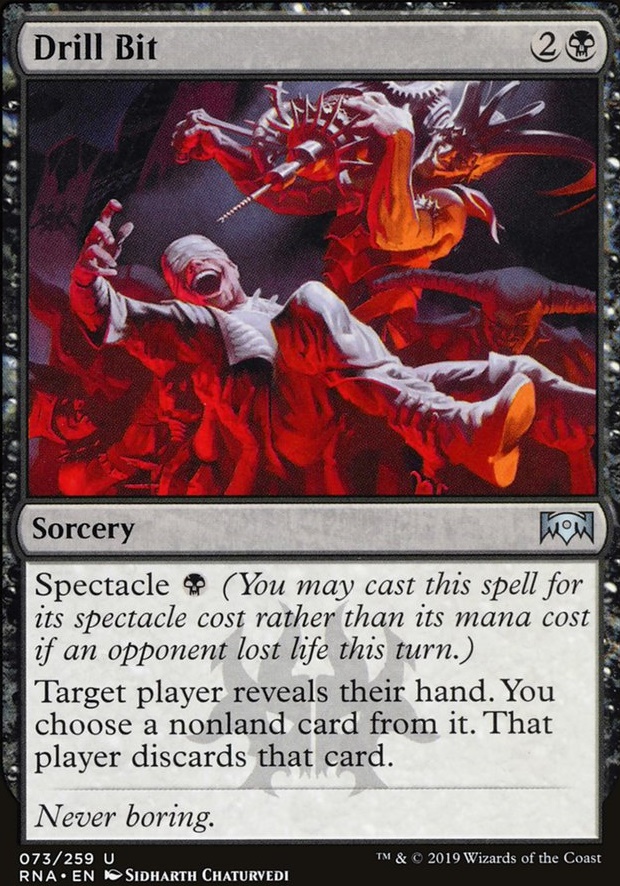 Drill Bit 2
Sorcery
Spectacle (You may cast this spell for
its spectacle cost rather than its mana cost
if an opponent lost life this turn.)
Target player reveals their hand. You
choose a nonland card from it. That
player discards that card.
Never boring.
073/259 U
™ & © 2019 Wizards of the Coast
RNA • EN Sidharth Chaturvedi